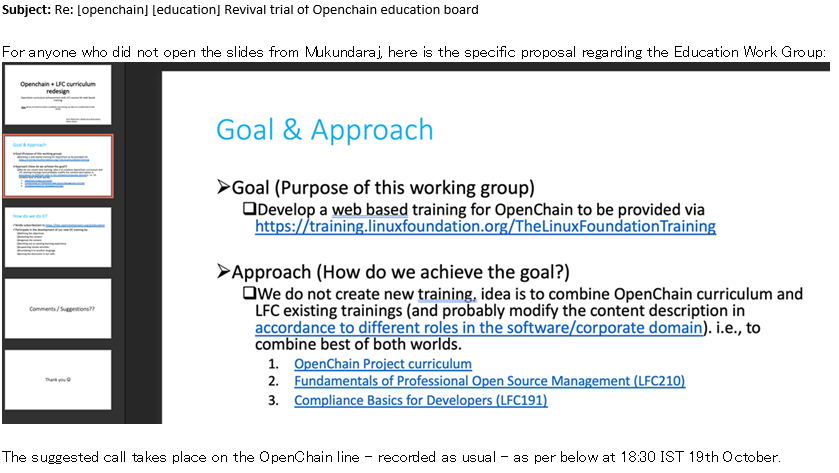 Subject: Re: [openchain] [education] Revival trial of Openchain education board
For anyone who did not open the slides from Mukundaraj, here is the specific proposal regarding the Education Work Group:
Openchain + LFC curriculum
redesign
Goal & Approach
How do we do it?
Comments / Suggestions??
Thank you ☺
Goal & Approach
➢Goal (Purpose of this working group)
❑Develop a web based training for OpenChain to be provided via
https://training.linuxfoundation.org/TheLinuxFoundationTraining
➢Approach (How do we achieve the goal?)
❑We do not create new training, idea is to combine OpenChain curriculum and
LFC existing trainings (and probably modify the content description in
accordance to different roles in the software/corporate domain). i.e., to
combine best of both worlds.
1. OpenChain Project curriculum
2. Fundamentals of Professional Open Source Management (LFC210)
3. Compliance Basics for Developers (LFC191)
The suggested call takes place on the OpenChain line – recorded as usual – as per below at 18:30 IST 19th October.